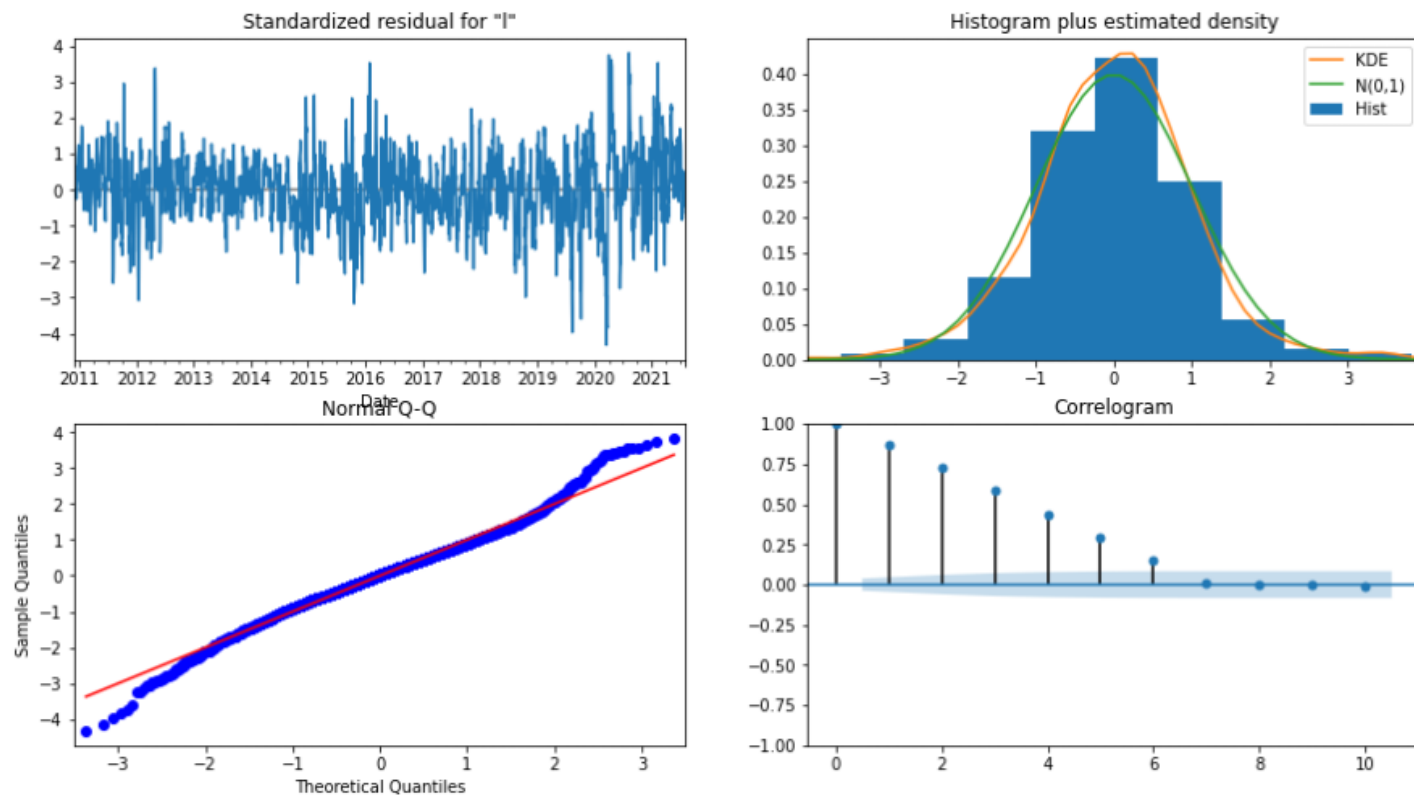 Standardized residual for "l"
4
3
2
1
0
−1
−2
−3
−4
2011 2012 2013 2014 2015 2016 2017 2018 2019 2020 2021
Date
Histogram plus estimated density
KDE
N(0,1)
Hist
0.40
0.35
0.30
0.25
0.20
0.15
0.10
0.05
0.00
−3 −2 −1 0 1 2 3
Normal Q-Q
Sample Quantiles
4
3
2
1
0
−1
−2
−3
−4
−3 −2 −1 0 1 2 3
Theoretical Quantiles
Correlogram
1.00
0.75
0.50
0.25
0.00
−0.25
−0.50
−0.75
−1.00
0 2 4 6 8 10